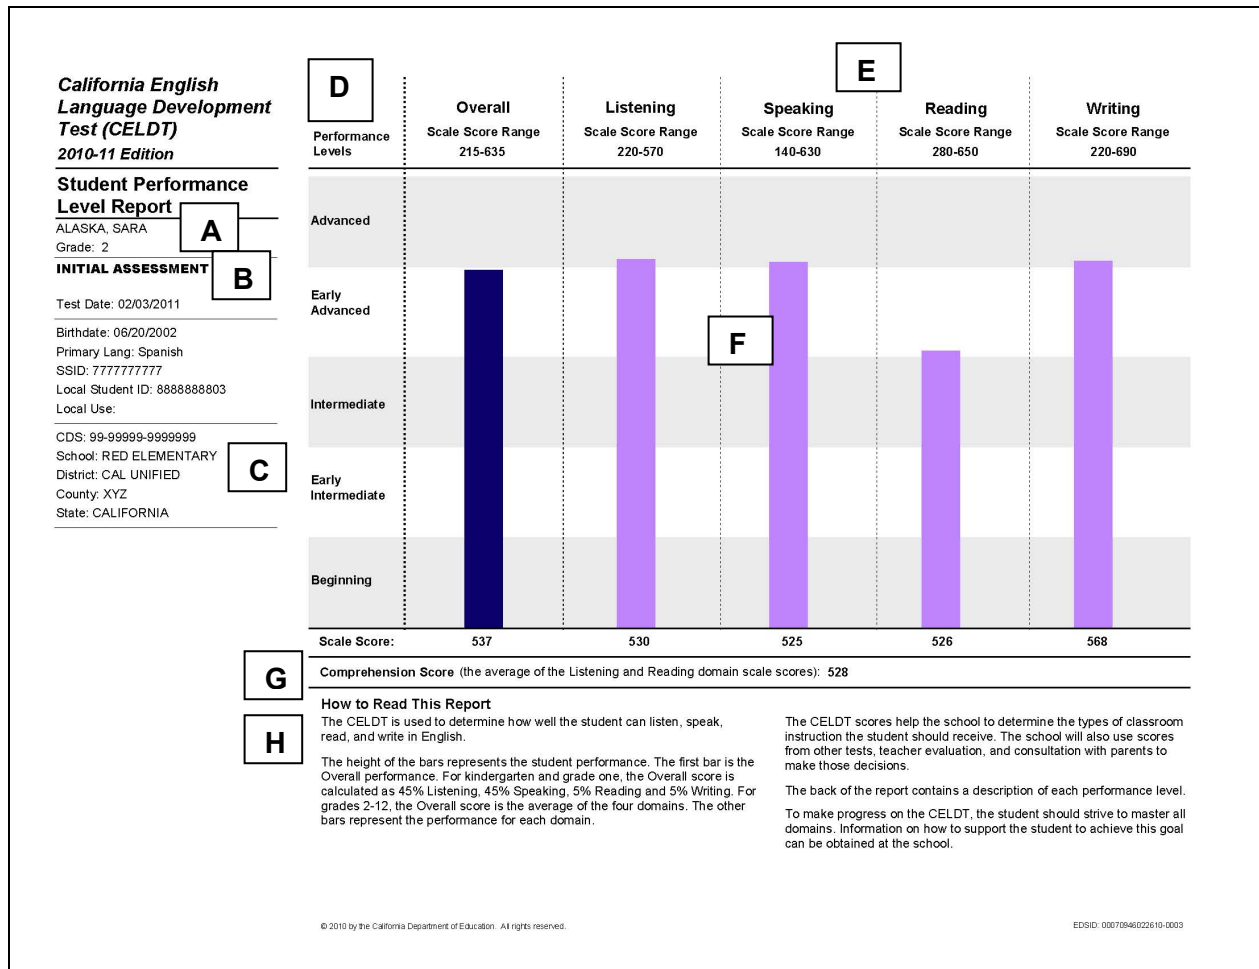 California English
Language Development
Test (CELDT)
2010-11 Edition
Student Performance
Level Report
A
ALASKA, SARA
Grade: 2
INITIAL ASSESSMENT
B
Test Date: 02/03/2011
Birthdate: 06/20/2002
Primary Lang: Spanish
SSID: 7777777777
Local Student ID: 8888888803
Local Use:
CDS: 99-99999-9999999
School: RED ELEMENTARY
C
District: CAL UNIFIED
County: XYZ
State: CALIFORNIA
D
E
Performance
Levels
Overall
Scale Score Range
215-635
Listening
Scale Score Range
220-570
Speaking
Scale Score Range
140-630
Reading
Scale Score Range
280-650
Writing
Scale Score Range
220-690
Advanced
Early
Advanced
F
Intermediate
Early
Intermediate
Beginning
Scale Score: 537 530 525 526 568
G
Comprehension Score (the average of the Listening and Reading domain scale scores): 528
H
How to Read This Report
The CELDT is used to determine how well the student can listen, speak,
read, and write in English.
The height of the bars represents the student performance. The first bar is the
Overall performance. For kindergarten and grade one, the Overall score is
calculated as 45% Listening, 45% Speaking, 5% Reading and 5% Writing. For
grades 2-12, the Overall score is the average of the four domains. The other
bars represent the performance for each domain.
The CELDT scores help the school to determine the types of classroom
instruction the student should receive. The school will also use scores
from other tests, teacher evaluation, and consultation with parents to
make those decisions.
The back of the report contains a description of each performance level.
To make progress on the CELDT, the student should strive to master all
domains. Information on how to support the student to achieve this goal
can be obtained at the school.
© 2010 by the California Department of Education. All rights reserved.
EDSID: 00070946022610-0003